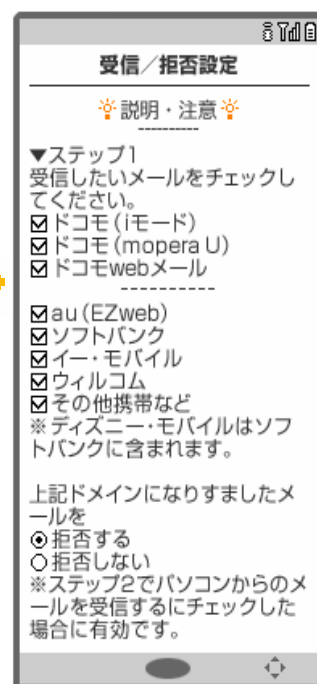 受信／拒否設定
説明・注意
----------
▼ステップ1
受信したいメールをチェックし
てください。
☑ドコモ(iモード)
☑ドコモ(mopera U)
☑ドコモwebメール
----------
☑au(EZweb)
☑ソフトバンク
☑イー・モバイル
☑ウィルコム
☑その他携帯など
※ディズニー・モバイルはソフ
トバンクに含まれます。
上記ドメインになりすましたメ
ールを
◉拒否する
○拒否しない
※ステップ2でパソコンからのメ
ールを受信するにチェックした
場合に有効です。